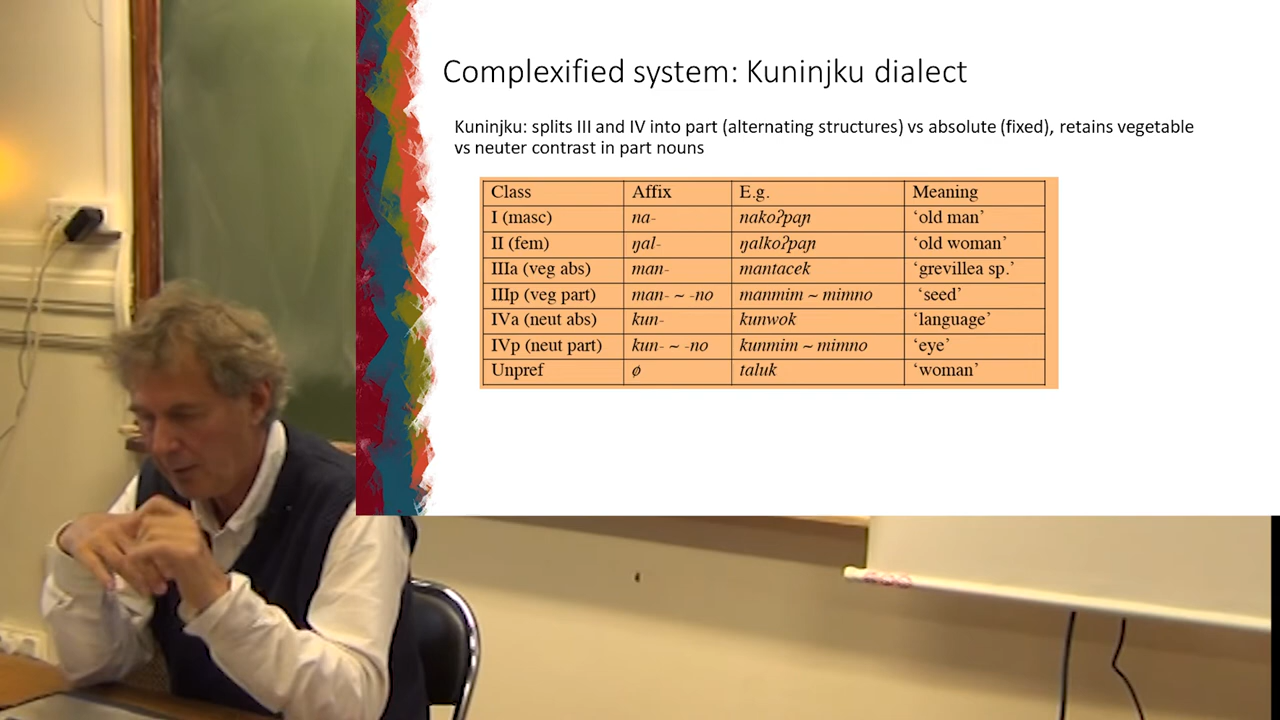 Complexified system: Kuninjku dialect
Kuninjku: splits III and IV into part (alternating structures) vs absolute (fixed), retains vegetable
vs neuter contrast in part nouns
Class Affix E.g. Meaning
I (masc) na- nakoʔpaɲ ‘old man’
II (fem) ŋal- ŋalkoʔpaɲ ‘old woman’
IIIa (veg abs) man- mantacek ‘grevillea sp.’
IIIp (veg part) man- ~ -no manmim ~ mimno ‘seed’
IVa (neut abs) kun- kunwok ‘language’
IVp (neut part) kun- ~ -no kunmim ~ mimno ‘eye’
Unpref ϕ taluk ‘woman’